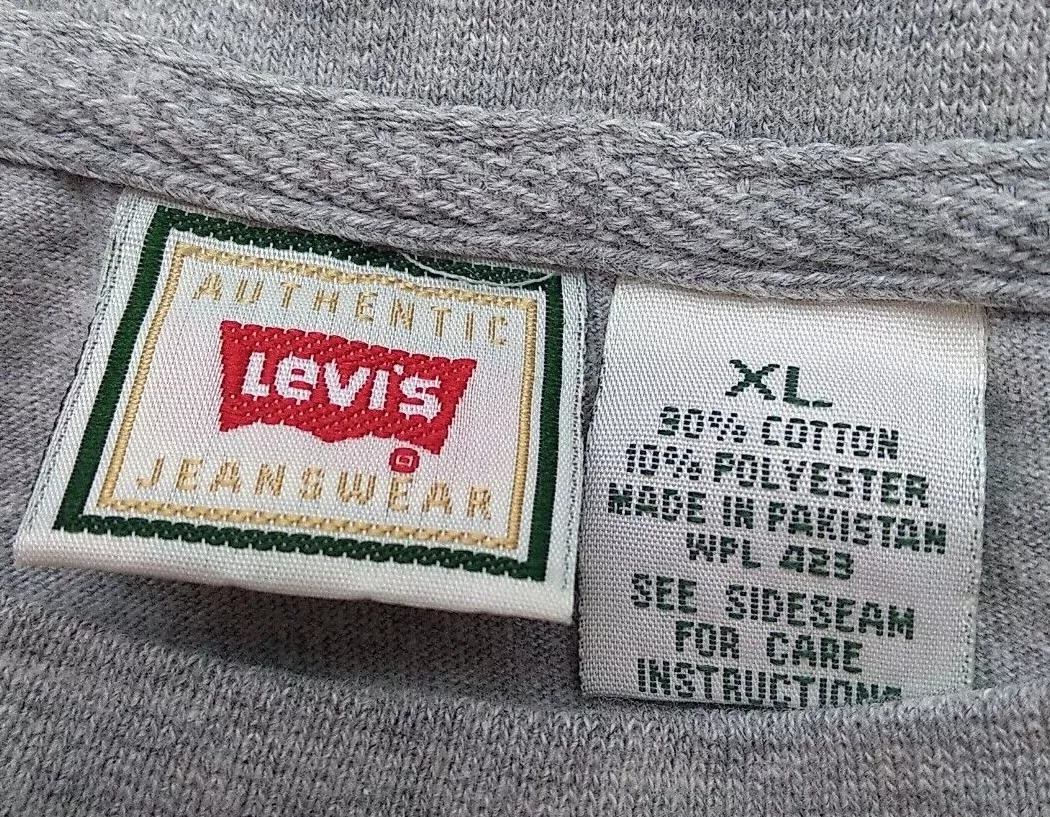 AUTHENTIC
Levi's
JEANSWEAR
XL
90% COTTON
10% POLYESTER
MADE IN PAKISTAN
WPL 423
SEE SIDESEAM
FOR CARE
INSTRUCTIONS